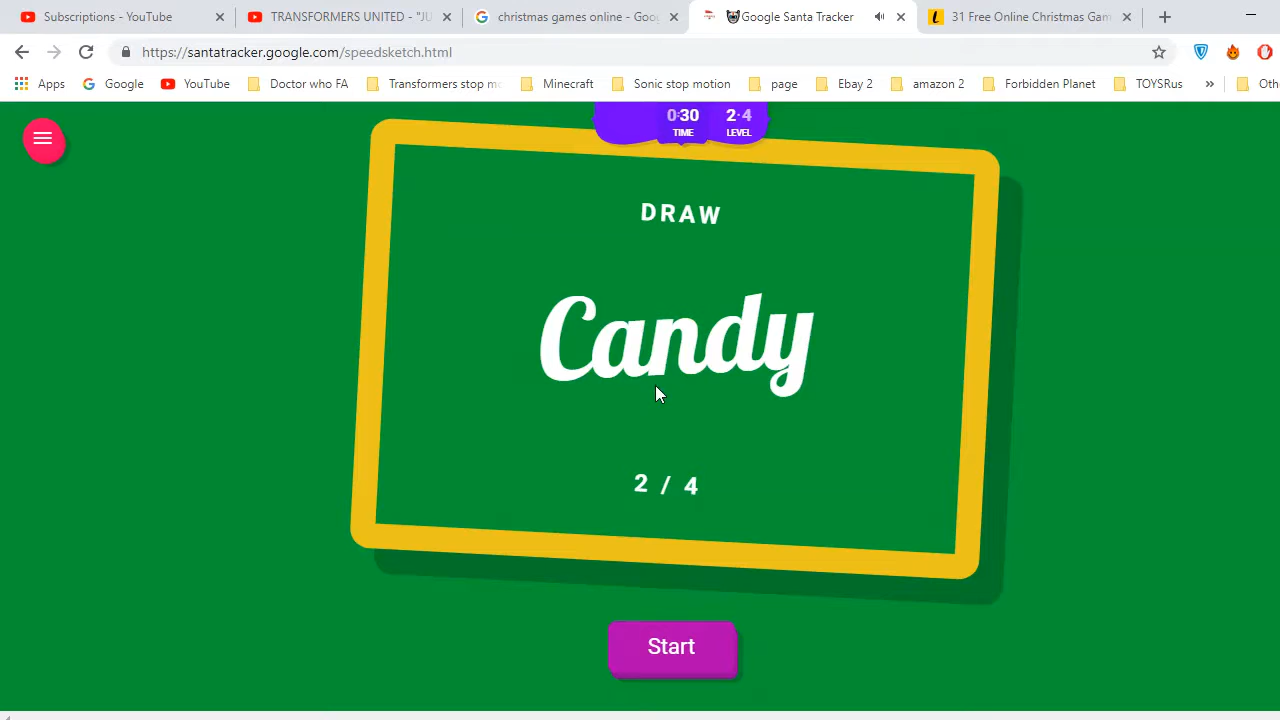 Subscriptions - YouTube
TRANSFORMERS UNITED - "JU
christmas games online - Goog
Google Santa Tracker
Free Online Christmas Gam
https://santatracker.google.com/speedsketch.html
Apps
Google
YouTube
Doctor who FA
Transformers stop mo
Minecraft
Sonic stop motion
page
Ebay 2
amazon 2
Forbidden Planet
TOYSRus
»
Oth
0:30
TIME
2·4
LEVEL
DRAW
Candy
2 / 4
Start